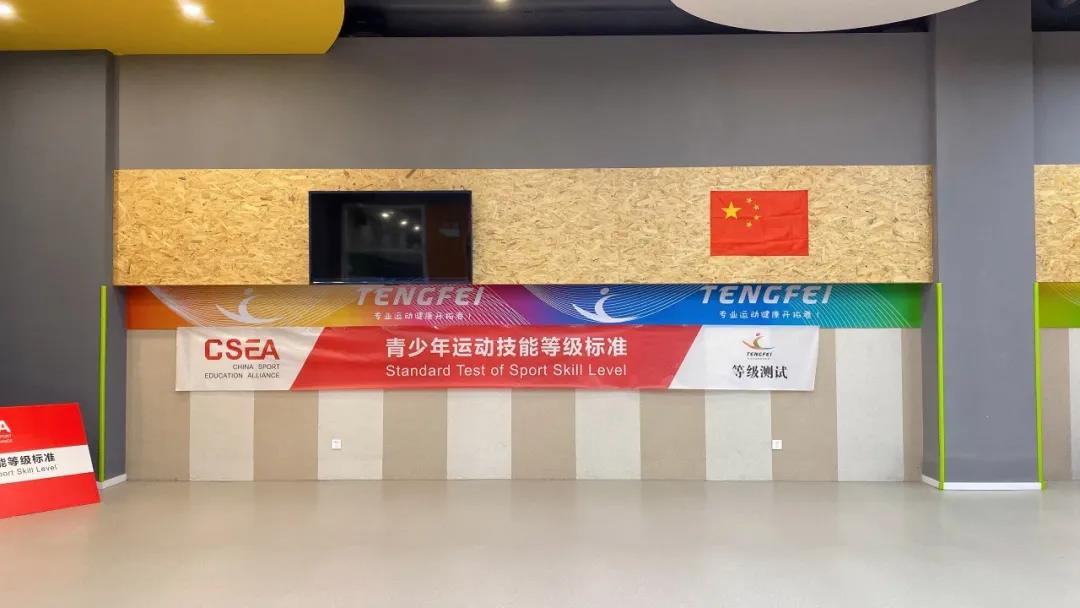 TENGFEI
专业运动健康开拓者！
TENGFEI
专业运动健康开拓者！
CSEA
CHINA SPORT
EDUCATION ALLIANCE
青少年运动技能等级标准
Standard Test of Sport Skill Level
TENGFEI
等级测试
A
PORT
能等级标准
port Skill Level